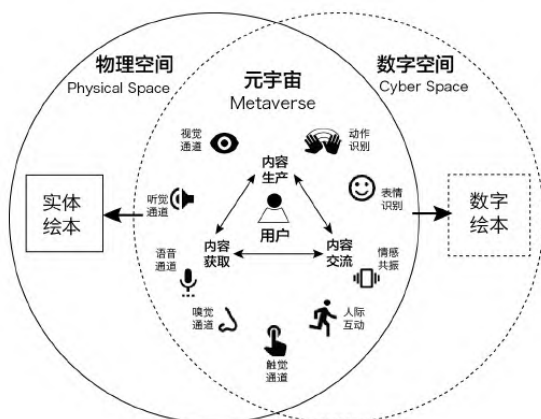 物理空间
Physical Space
元宇宙
Metaverse
数字空间
Cyber Space
视觉
通道
动作
识别
内容
生产
听觉
通道
表情
识别
实体
绘本
数字
绘本
用户
内容
获取
内容
交流
语音
通道
情感
共振
嗅觉
通道
人际
互动
触觉
通道